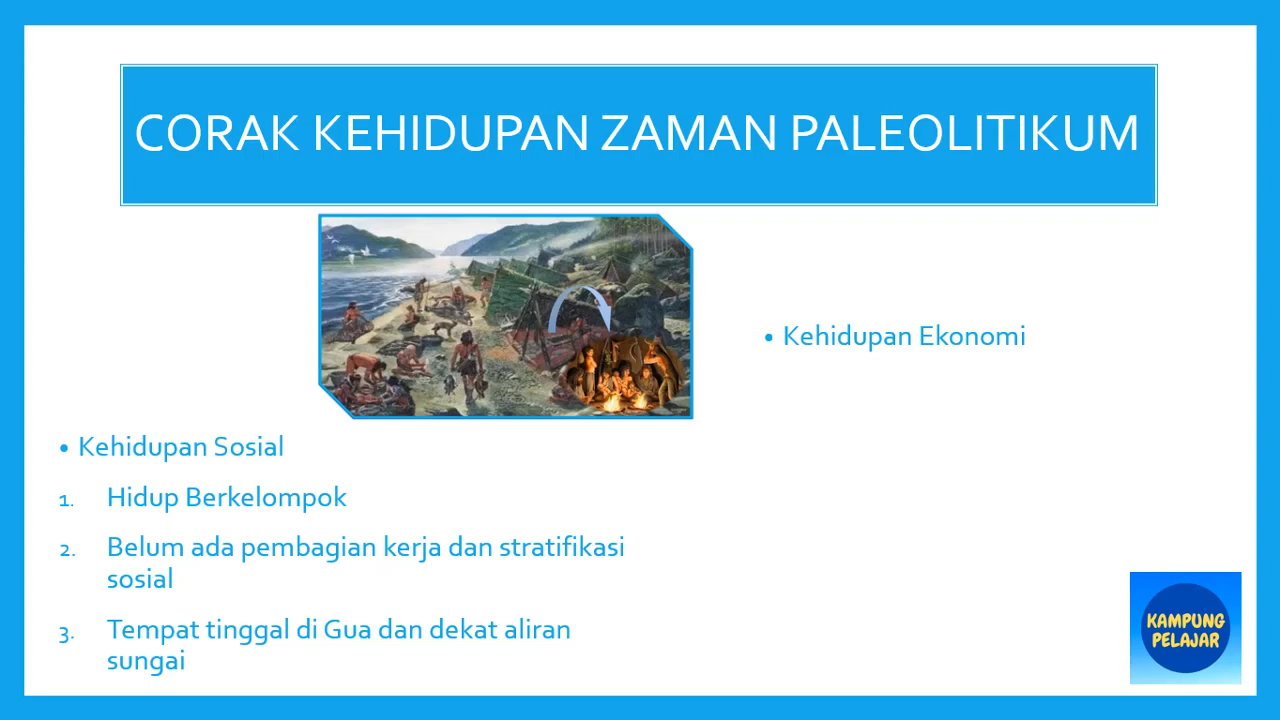 CORAK KEHIDUPAN ZAMAN PALEOLITIKUM
• Kehidupan Sosial
1. Hidup Berkelompok
2. Belum ada pembagian kerja dan stratifikasi
sosial
3. Tempat tinggal di Gua dan dekat aliran
sungai
• Kehidupan Ekonomi
KAMPUNG
PELAJAR